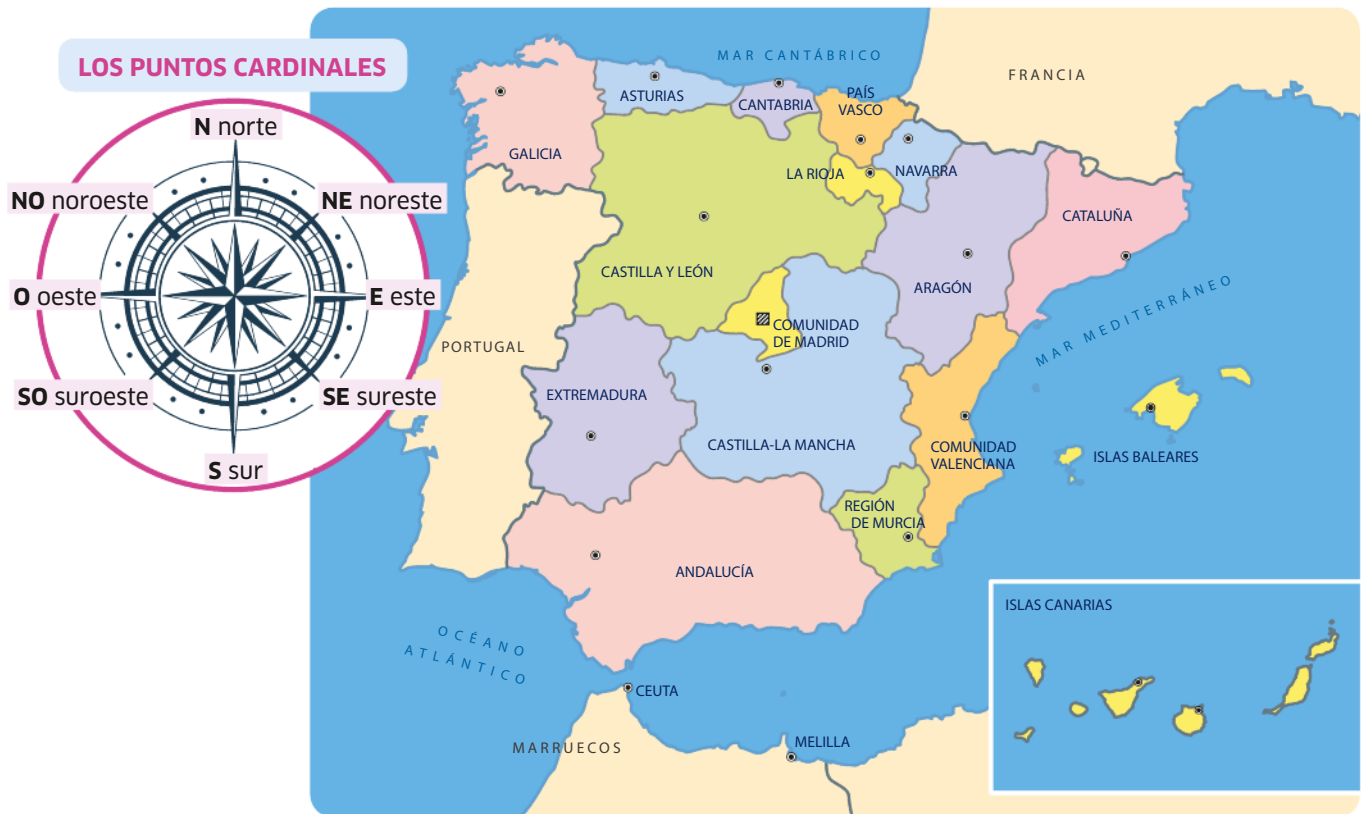 LOS PUNTOS CARDINALES
N norte
NO noroeste
NE noreste
O oeste
E este
SO suroeste
SE sureste
S sur
MAR CANTÁBRICO
FRANCIA
ASTURIAS
CANTABRIA
PAÍS
VASCO
GALICIA
LA RIOJA
NAVARRA
CATALUÑA
CASTILLA Y LEÓN
ARAGÓN
MAR MEDITERRÁNEO
COMUNIDAD
DE MADRID
PORTUGAL
EXTREMADURA
CASTILLA-LA MANCHA
COMUNIDAD
VALENCIANA
ISLAS BALEARES
REGIÓN
DE MURCIA
ANDALUCÍA
ISLAS CANARIAS
OCÉANO
ATLÁNTICO
CEUTA
MARRUECOS
MELILLA